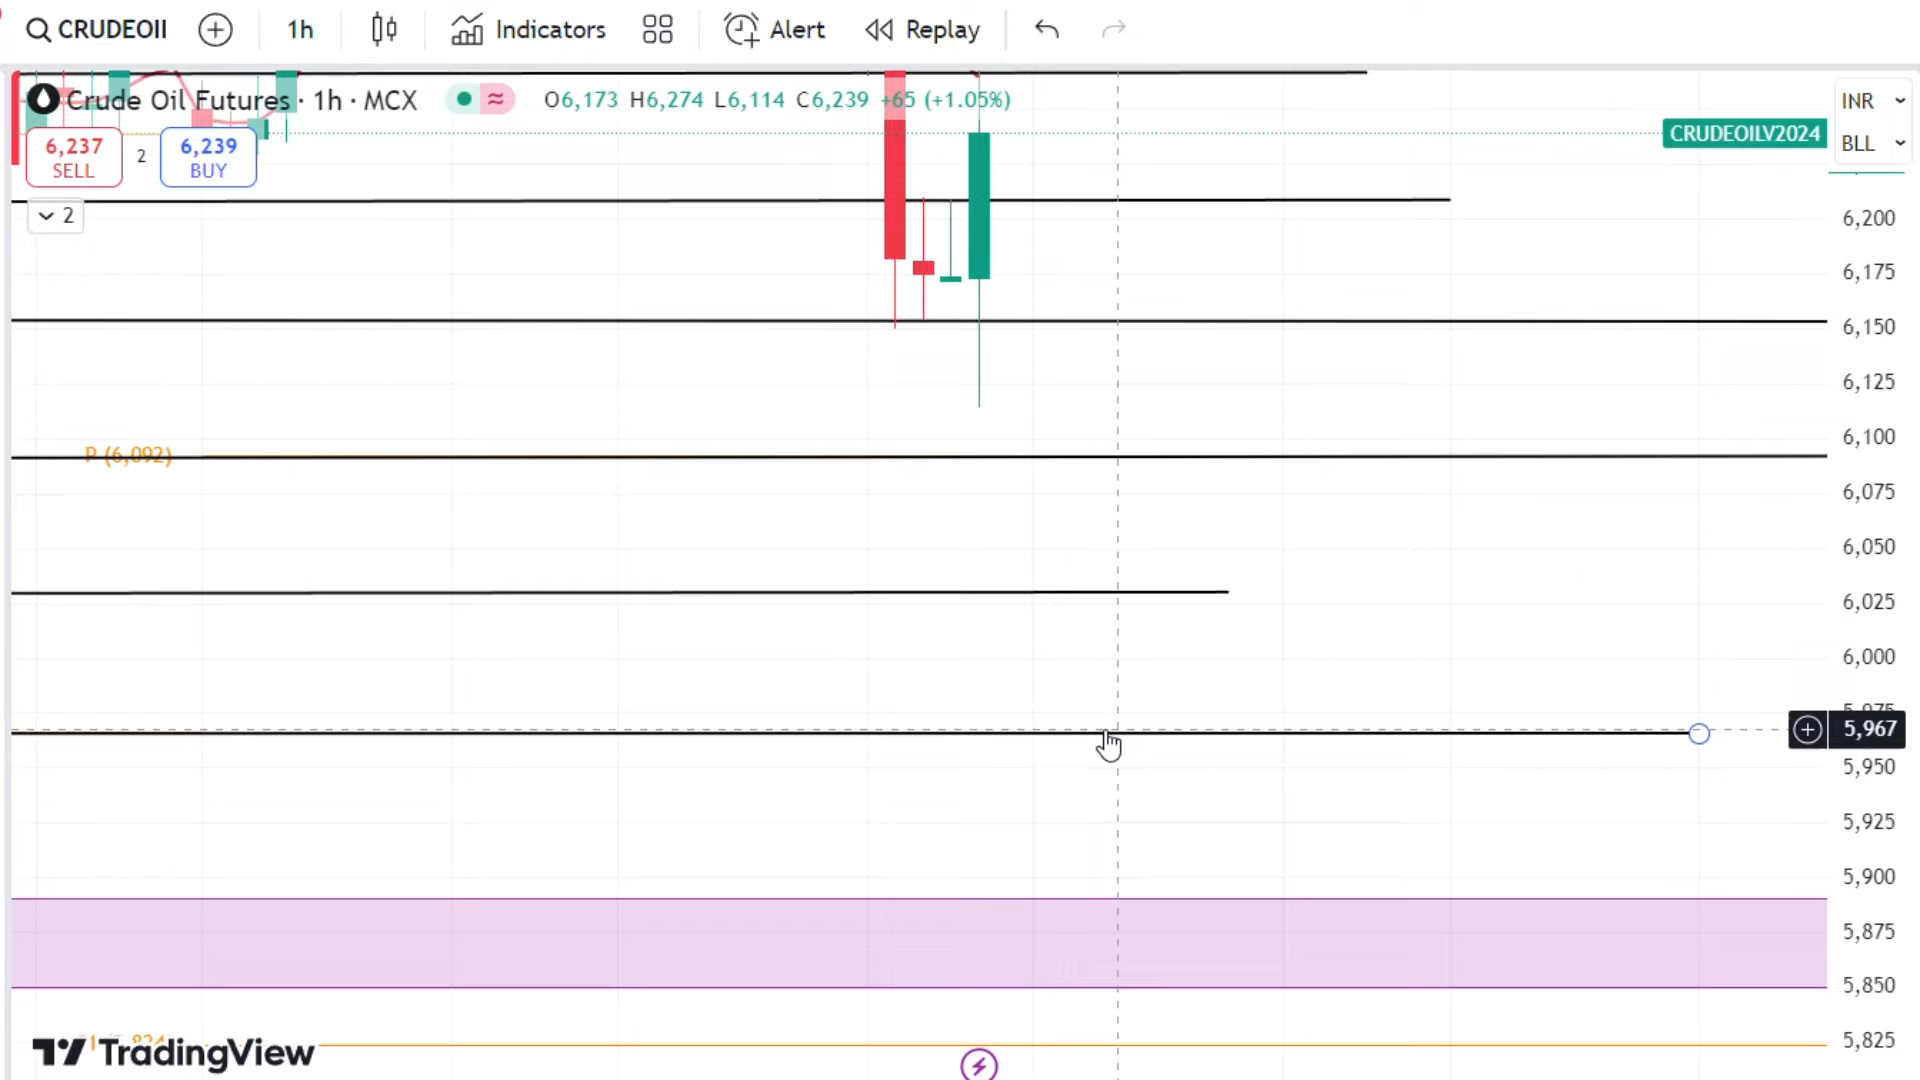 CRUDEOII
1h
Indicators
Alert
Replay
Crude Oil Futures · 1h · MCX
O6,173 H6,274 L6,114 C6,239 +65 (+1.05%)
INR
BLL
6,237
SELL
2
6,239
BUY
2
CRUDEOILV2024
6,200
6,175
6,150
6,125
6,100
P (6,092)
6,075
6,050
6,025
6,000
5,967
5,950
5,925
5,900
5,875
5,850
5,825
TradingView